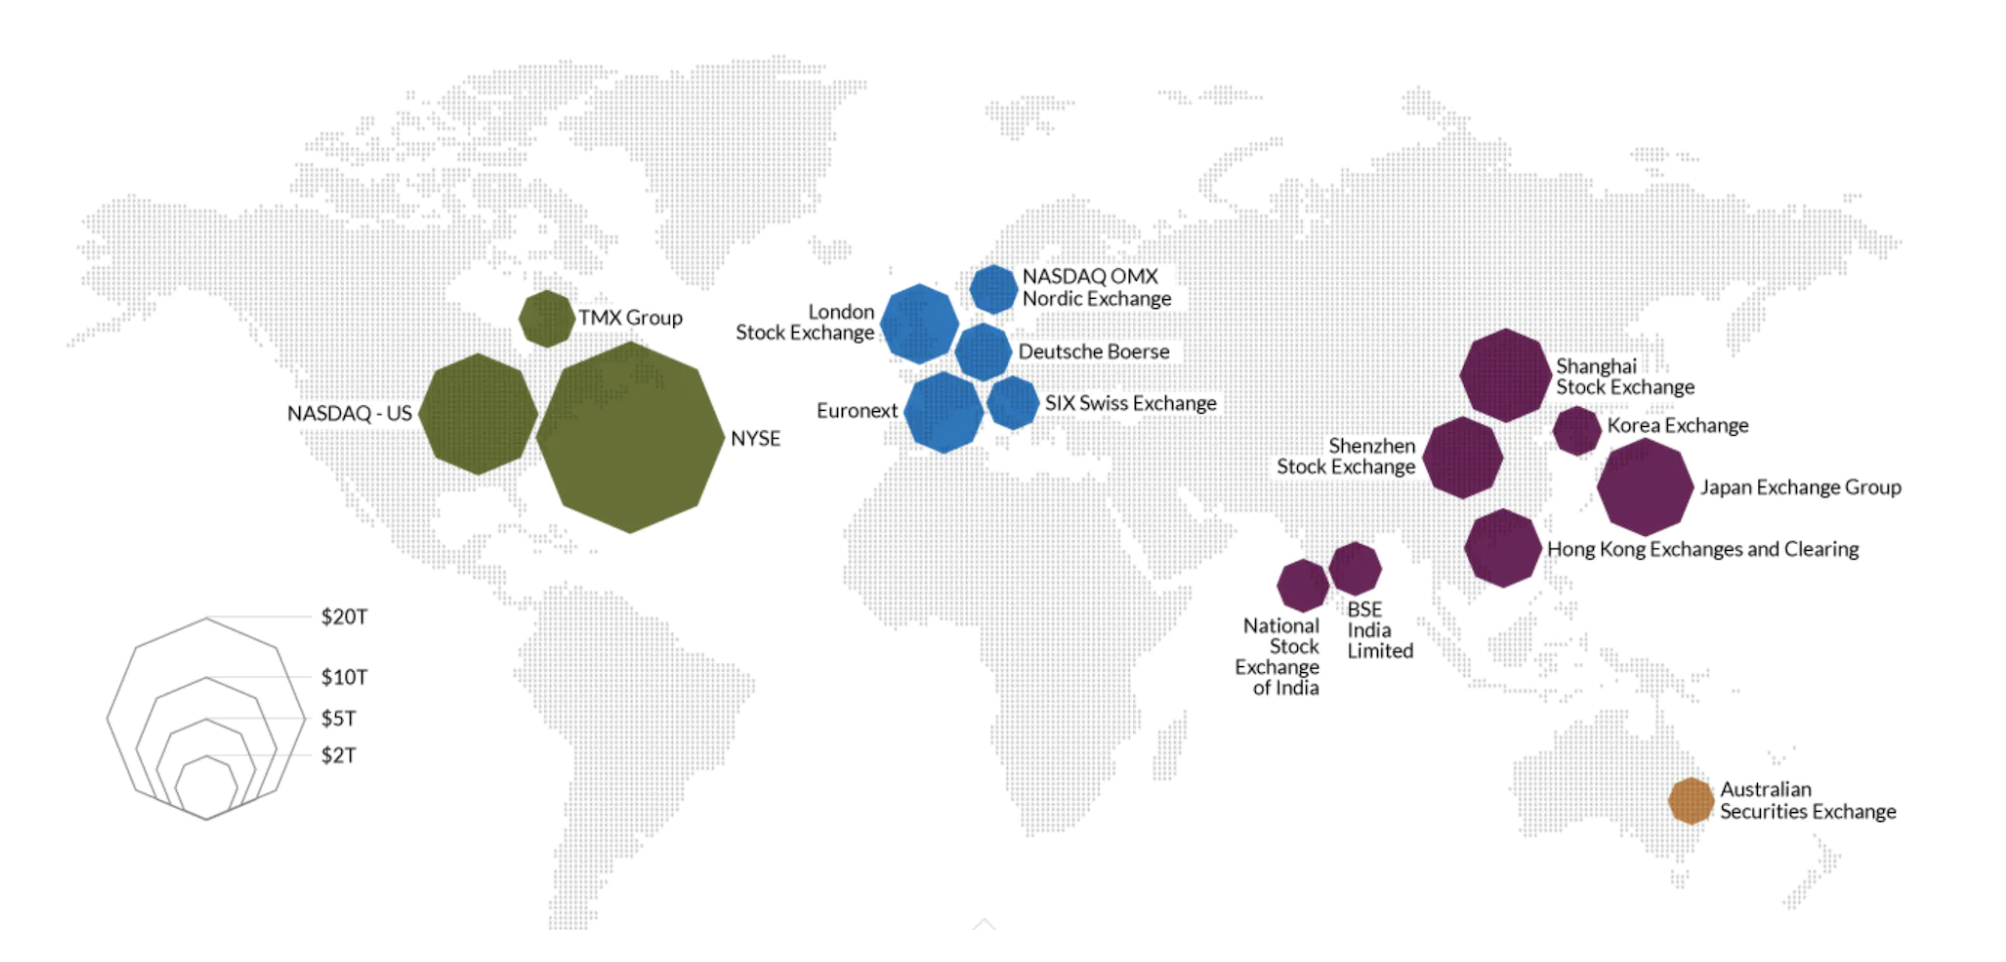 NASDAQ OMX
Nordic Exchange
London
Stock Exchange
TMX Group
Deutsche Boerse
Shanghai
Stock Exchange
SIX Swiss Exchange
Euronext
NASDAQ - US
Korea Exchange
NYSE
Shenzhen
Stock Exchange
Japan Exchange Group
Hong Kong Exchanges and Clearing
BSE
India
Limited
National
Stock
Exchange
of India
$20T
$10T
$5T
$2T
Australian
Securities Exchange